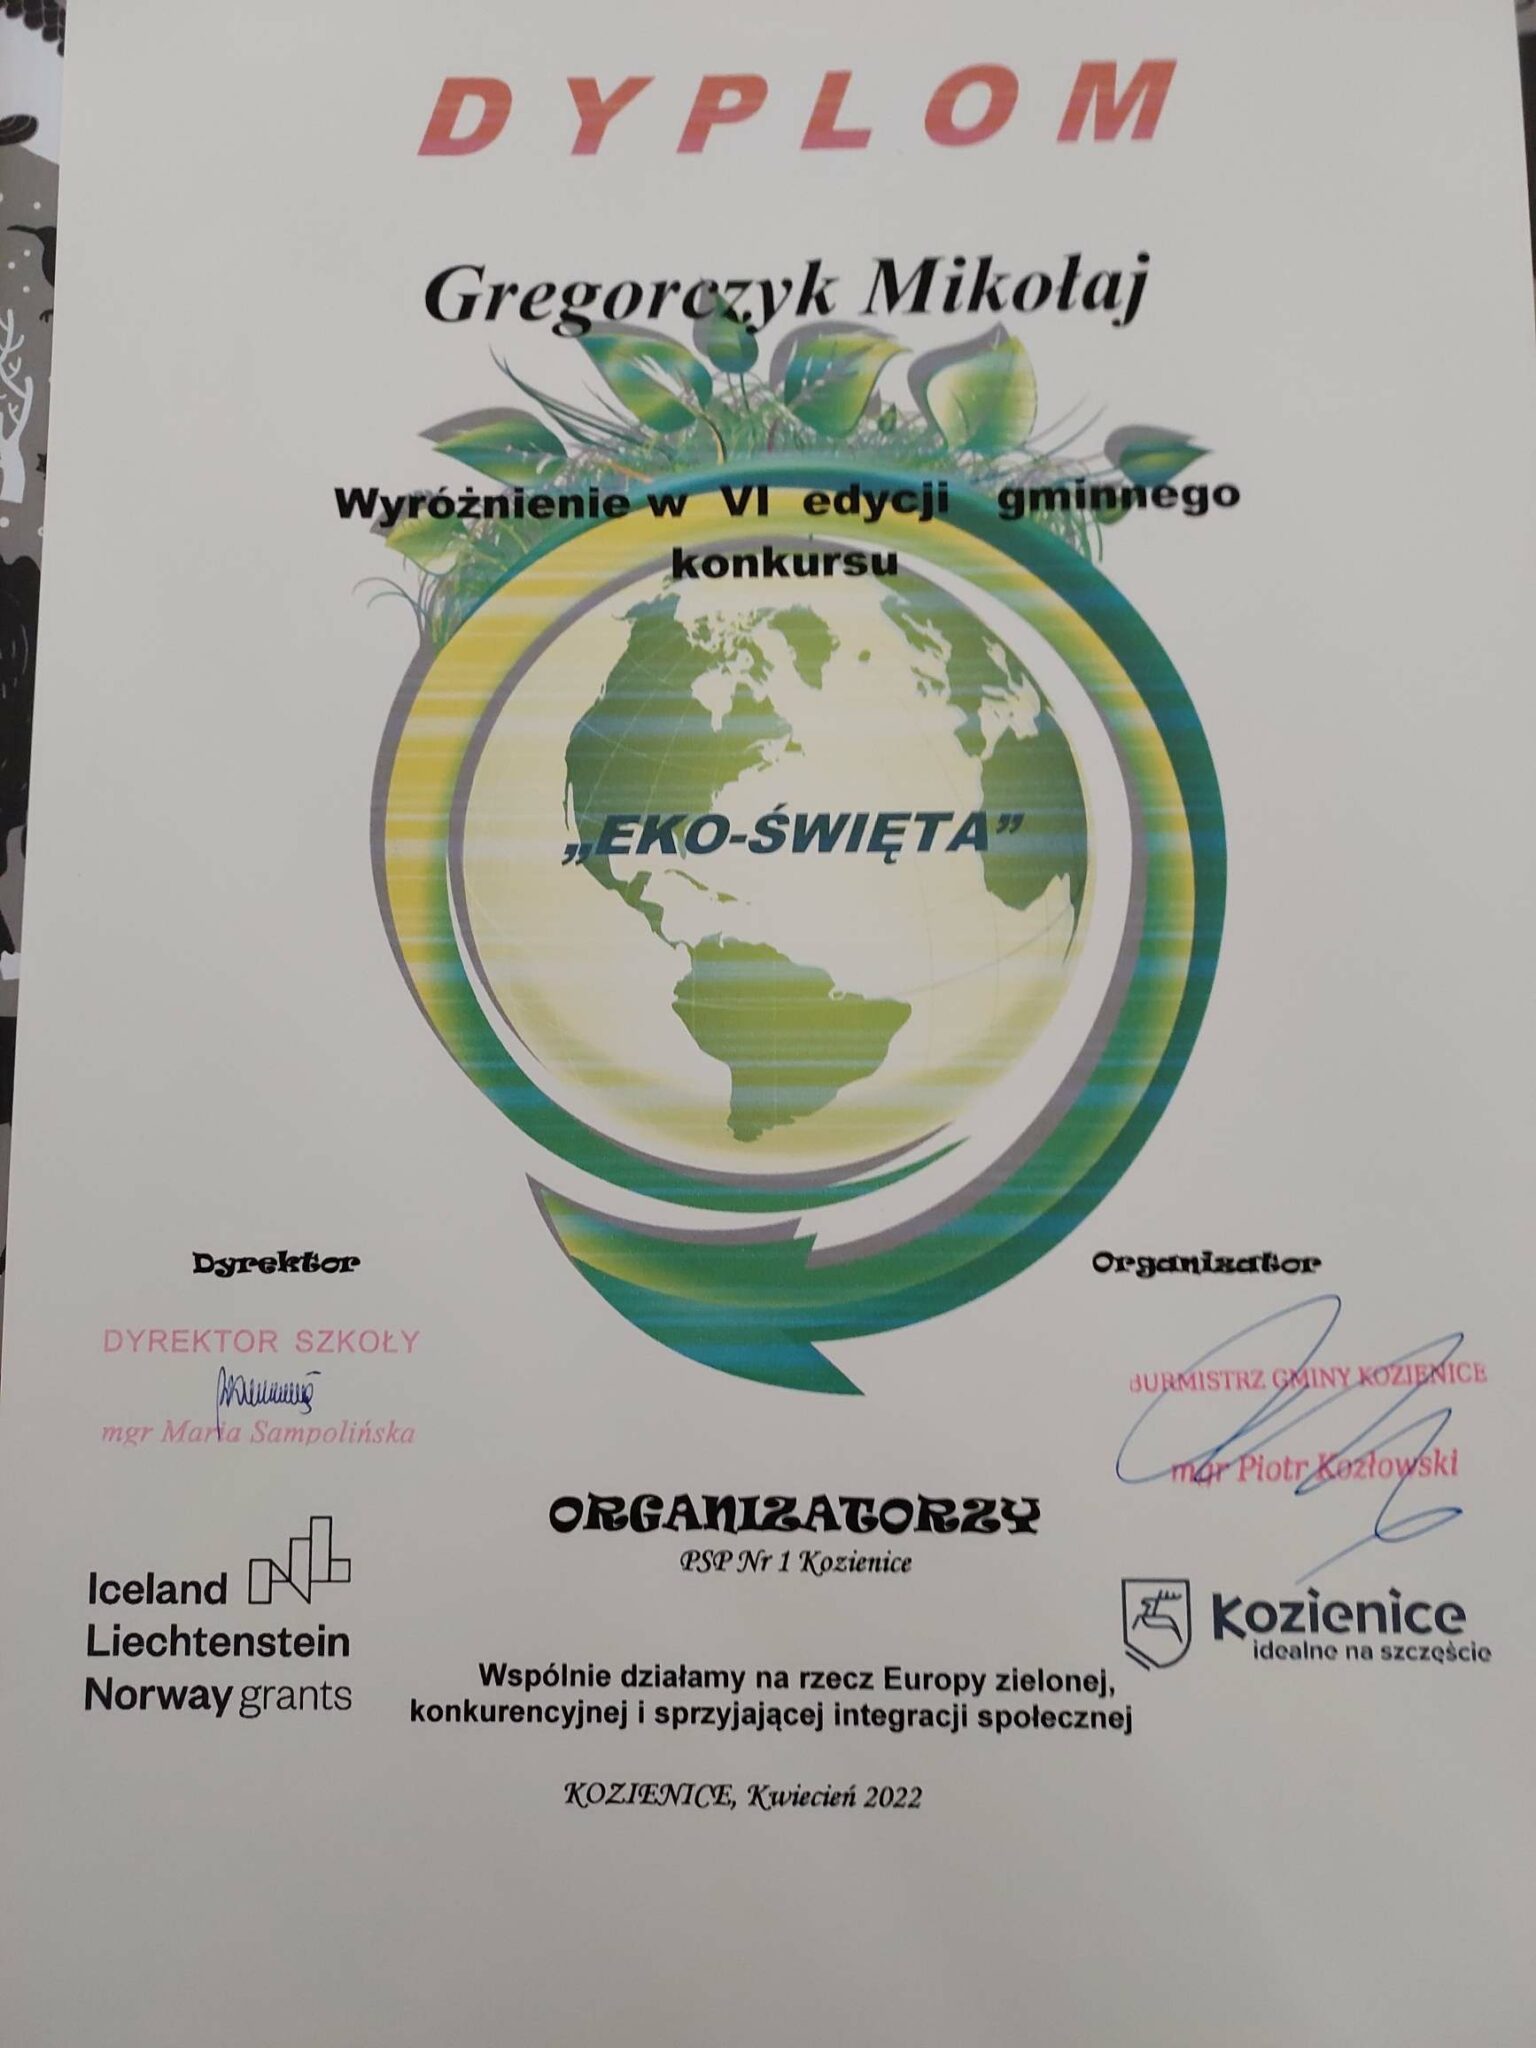 DYPLOM
Gregorczyk Mikołaj
Wyróżnienie w VI edycji gminnego
konkursu
„EKO-ŚWIĘTA”
Dyrektor
DYREKTOR SZKOŁY
mgr Maria Sampolińska
Organizator
BURMISTRZ GMINY KOZIENICE
mgr Piotr Kozłowski
ORGANIZATORZY
PSP Nr 1 Kozienice
Iceland
Liechtenstein
Norway grants
Kozienice
idealne na szczęście
Wspólnie działamy na rzecz Europy zielonej,
konkurencyjnej i sprzyjającej integracji społecznej
KOZIENICE, Kwiecień 2022